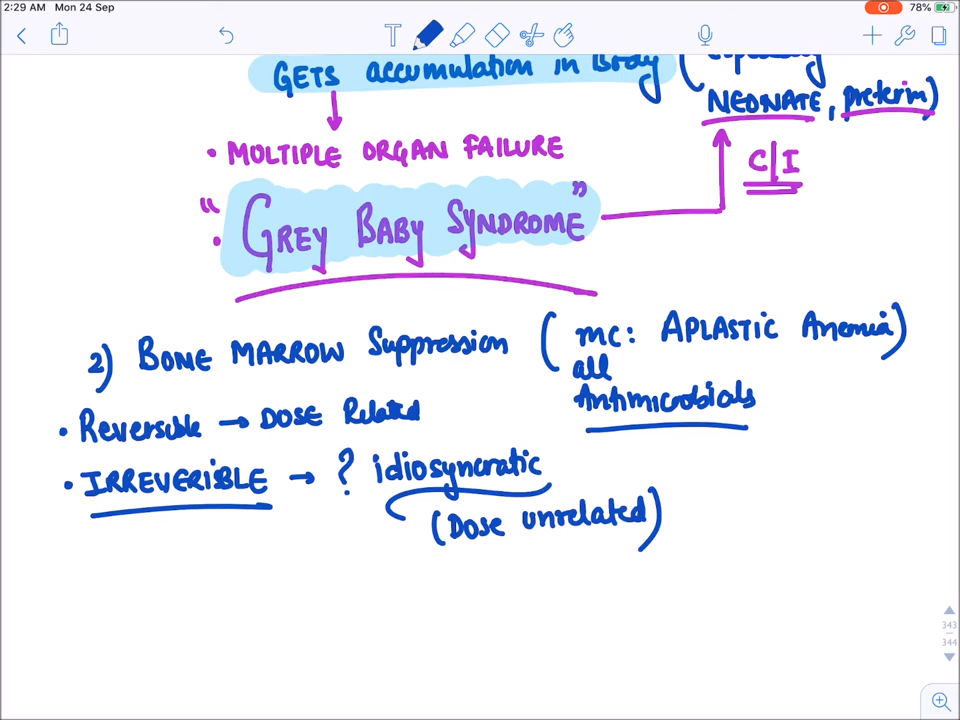 2:29 AM Mon 24 Sep
78%
T
GETS accumulation in Body
NEONATE, preterm)
• MULTIPLE ORGAN FAILURE
C/I
"GREY BABY SYNDROME"
2) BONE MARROW Suppression (mc: APLASTIC Anemia)
all
Antimicrobials
• Reversible → DOSE Related
• IRREVERiBLE → ? idiosyncratic
(Dose unrelated)
343
344